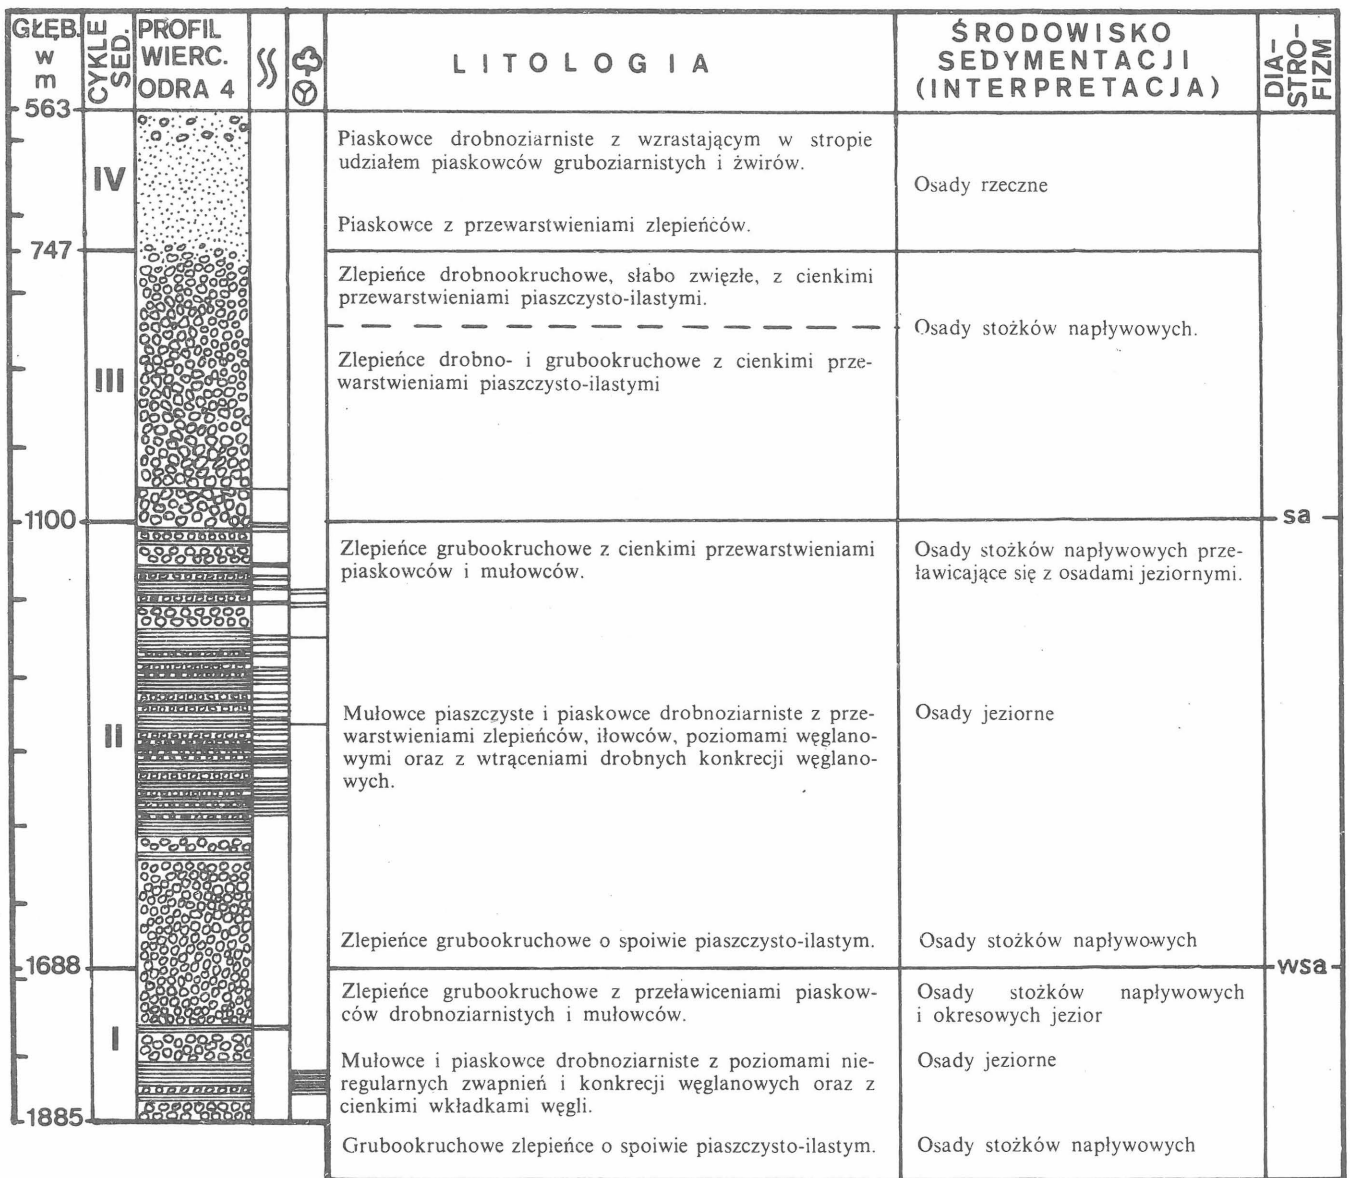 GŁĘB.
w
m
CYKLE
SED.
PROFIL
WIERC.
ODRA 4
LITOLOGIA
ŚRODOWISKO
SEDYMENTACJI
(INTERPRETACJA)
DIA-
STRO-
FIZM
563
IV
Piaskowce drobnoziarniste z wzrastającym w stropie
udziałem piaskowców gruboziarnistych i żwirów.
Osady rzeczne
Piaskowce z przewarstwieniami zlepieńców.
747
III
Zlepieńce drobnookruchowe, słabo zwięzłe, z cienkimi
przewarstwieniami piaszczysto-ilastymi.
Osady stożków napływowych.
Zlepieńce drobno- i grubookruchowe z cienkimi prze-
warstwieniami piaszczysto-ilastymi
1100
sa
II
Zlepieńce grubookruchowe z cienkimi przewarstwieniami
piaskowców i mułowców.
Osady stożków napływowych prze-
ławicające się z osadami jeziornymi.
Mułowce piaszczyste i piaskowce drobnoziarniste z prze-
warstwieniami zlepieńców, iłowców, poziomami węglano-
wymi oraz z wtrąceniami drobnych konkrecji węglano-
wych.
Osady jeziorne
Zlepieńce grubookruchowe o spoiwie piaszczysto-ilastym.
Osady stożków napływowych
1688
wsa
I
Zlepieńce grubookruchowe z przeławiceniami piaskow-
ców drobnoziarnistych i mułowców.
Osady stożków napływowych
i okresowych jezior
Mułowce i piaskowce drobnoziarniste z poziomami nie-
regularnych zwapnień i konkrecji węglanowych oraz z
cienkimi wkładkami węgli.
Osady jeziorne
1885
Grubookruchowe zlepieńce o spoiwie piaszczysto-ilastym.
Osady stożków napływowych